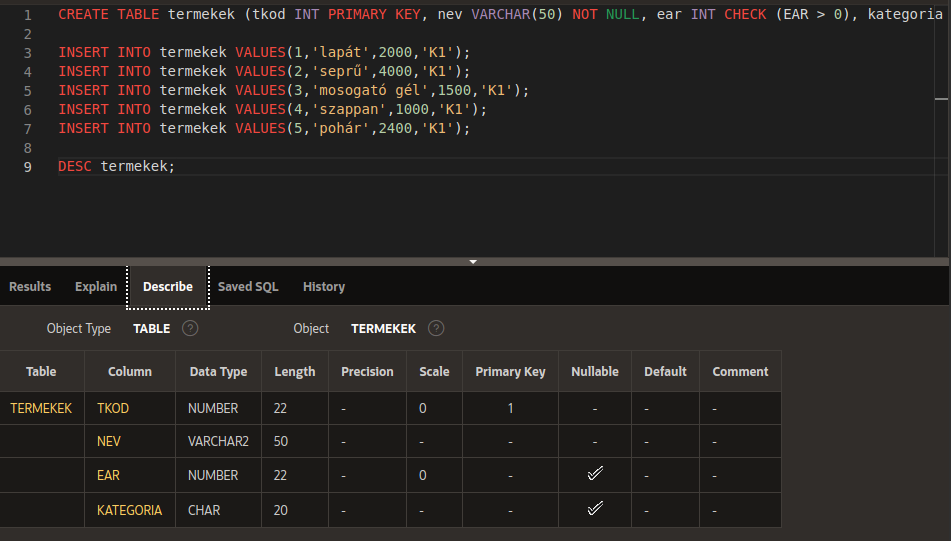 1 CREATE TABLE termekek (tkod INT PRIMARY KEY, nev VARCHAR(50) NOT NULL, ear INT CHECK (EAR > 0), kategoria
2
3 INSERT INTO termekek VALUES(1,'lapát',2000,'K1');
4 INSERT INTO termekek VALUES(2,'seprű',4000,'K1');
5 INSERT INTO termekek VALUES(3,'mosogató gél',1500,'K1');
6 INSERT INTO termekek VALUES(4,'szappan',1000,'K1');
7 INSERT INTO termekek VALUES(5,'pohár',2400,'K1');
8
9 DESC termekek;
Results Explain Describe Saved SQL History
Object Type TABLE ? Object TERMEKEK ?
Table Column Data Type Length Precision Scale Primary Key Nullable Default Comment
TERMEKEK TKOD NUMBER 22 - 0 1 - - -
NEV VARCHAR2 50 - - - - - -
EAR NUMBER 22 - 0 - - -
KATEGORIA CHAR 20 - - - - -